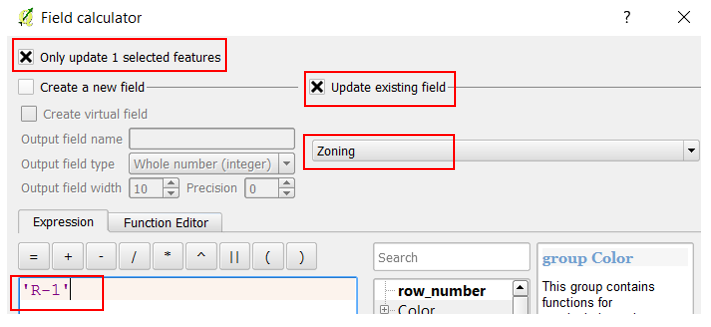 Field calculator
Only update 1 selected features
Create a new field
Update existing field
Create virtual field
Output field name
Zoning
Output field type Whole number (integer)
Output field width 10 Precision 0
Expression Function Editor
= + - / * ^ || ( ) Search
group Color
'R-1'
row_number
Color
This group contains
functions for